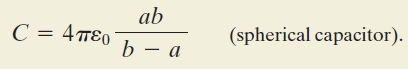 C = 4πε₀ ab / (b − a) (spherical capacitor).